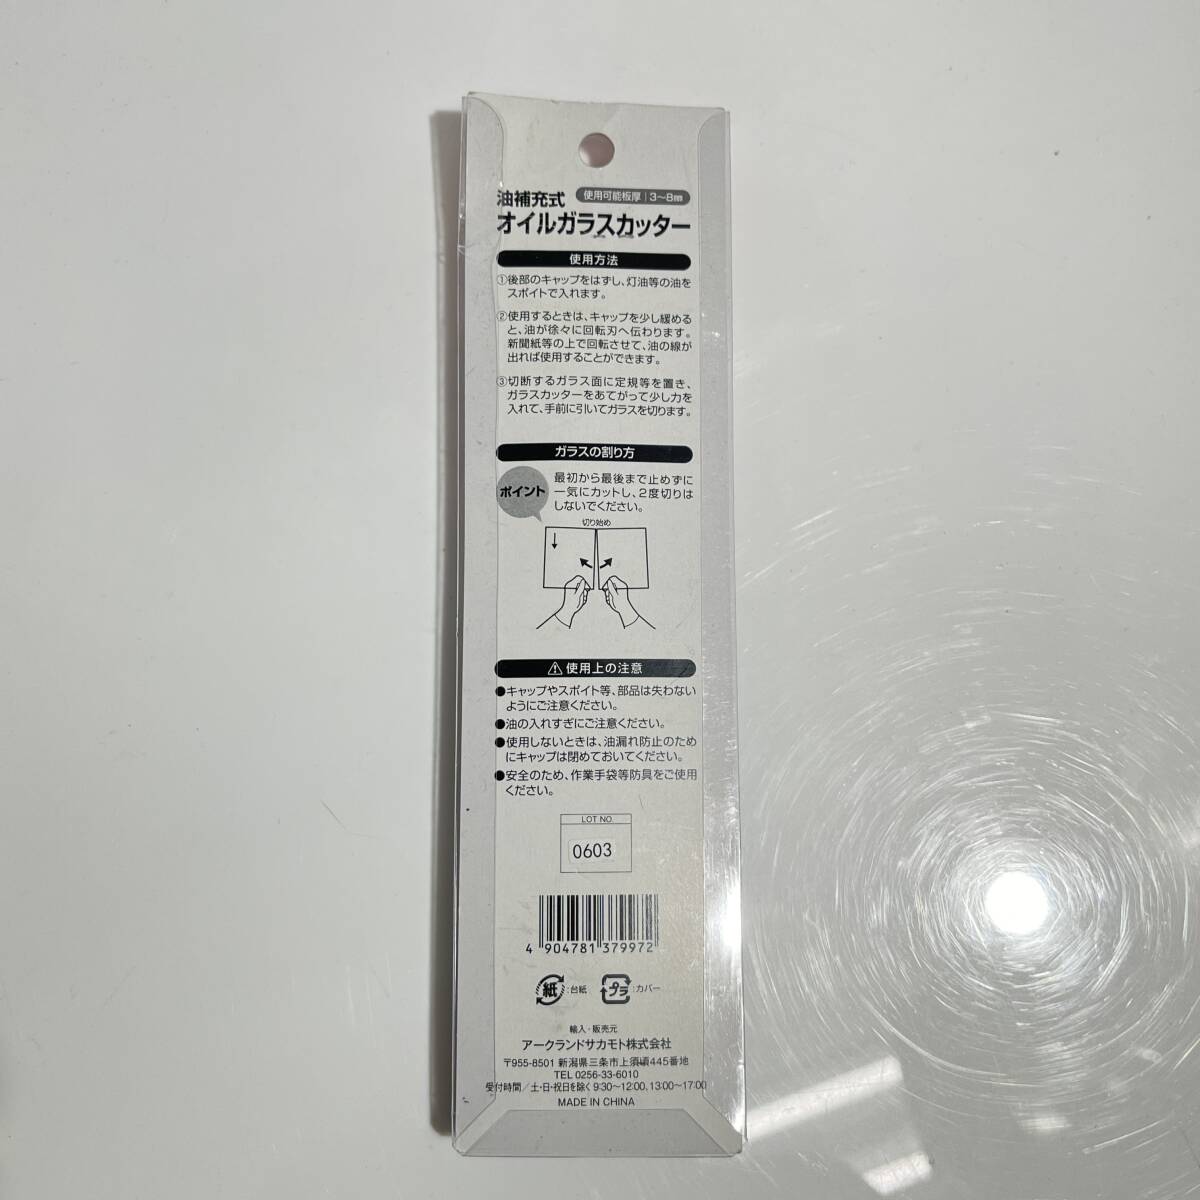 油補充式 使用可能板厚 3～8㎜
オイルガラスカッター
使用方法
①後部のキャップをはずし、灯油等の油を
スポイトで入れます。
②使用するときは、キャップを少し緩める
と、油が徐々に回転刃へ伝わります。
新聞紙等の上で回転させて、油の線が
出れば使用することができます。
③切断するガラス面に定規等を置き、
ガラスカッターをあてがって少し力を
入れて、手前に引いてガラスを切ります。
ガラスの割り方
ポイント
最初から最後まで止めずに
一気にカットし、2度切りは
しないでください。
切り始め
⚠使用上の注意
●キャップやスポイト等、部品は失わない
ようにご注意ください。
●油の入れすぎにご注意ください。
●使用しないときは、油漏れ防止のため
にキャップは閉めておいてください。
●安全のため、作業手袋等防具をご使用
ください。
LOT NO.
0603
4 904781 379972
紙 :台紙 プラ :カバー
輸入・販売元
アークランドサカモト株式会社
〒955-8501 新潟県三条市上須頃445番地
TEL 0256-33-6010
受付時間／土・日・祝日を除く 9:30～12:00、13:00～17:00
MADE IN CHINA